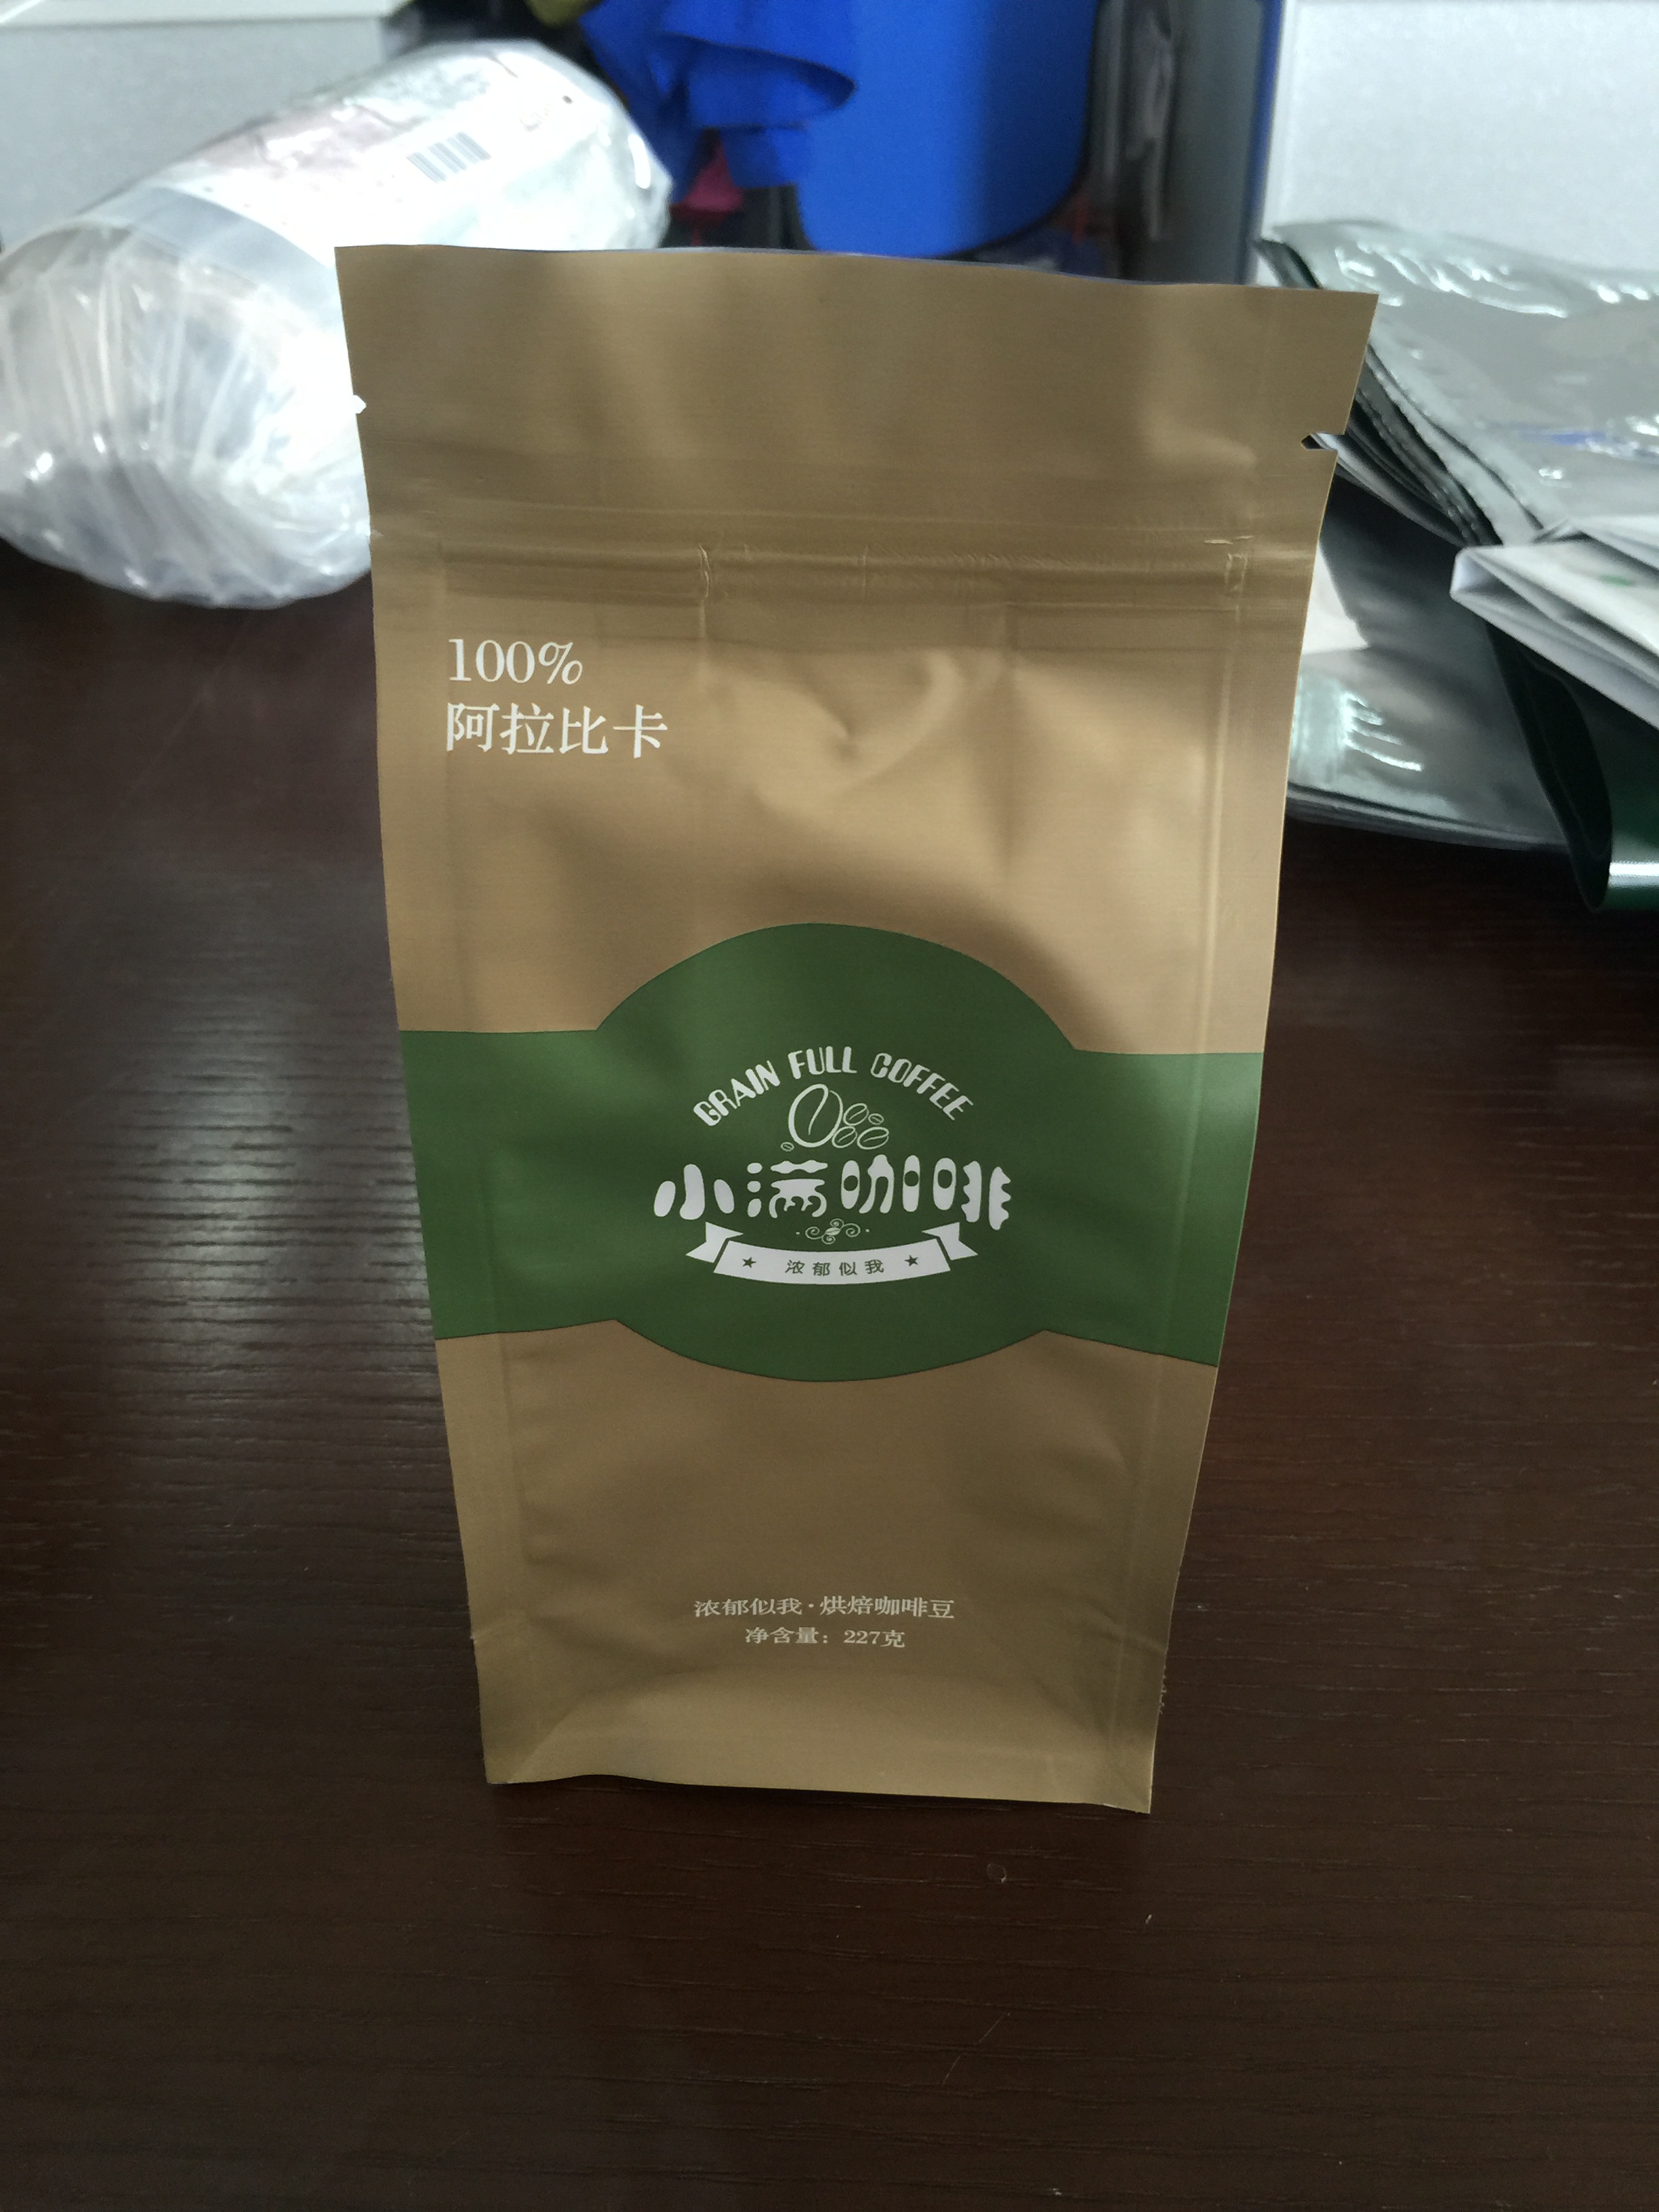 100%
阿拉比卡
GRAIN FULL COFFEE
小满咖啡
★ 浓郁似我 ★
浓郁似我·烘焙咖啡豆
净含量：227克